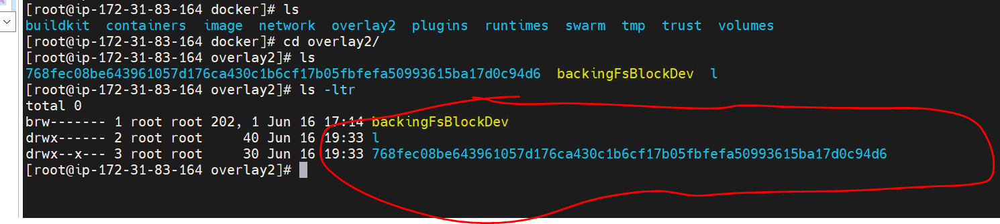 [root@ip-172-31-83-164 docker]# ls
buildkit  containers  image  network  overlay2  plugins  runtimes  swarm  tmp  trust  volumes
[root@ip-172-31-83-164 docker]# cd overlay2/
[root@ip-172-31-83-164 overlay2]# ls
768fec08be643961057d176ca430c1b6cf17b05fbfefa50993615ba17d0c94d6  backingFsBlockDev  l
[root@ip-172-31-83-164 overlay2]# ls -ltr
total 0
brw------- 1 root root 202, 1 Jun 16 17:14 backingFsBlockDev
drwx------ 2 root root     40 Jun 16 19:33 l
drwx--x--- 3 root root     30 Jun 16 19:33 768fec08be643961057d176ca430c1b6cf17b05fbfefa50993615ba17d0c94d6
[root@ip-172-31-83-164 overlay2]#